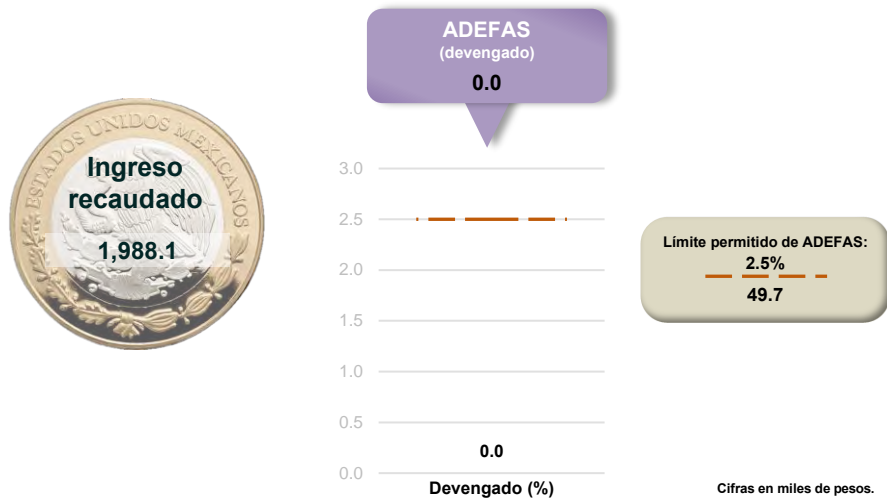 ADEFAS
(devengado)
0.0
ESTADOS UNIDOS MEXICANOS
Ingreso
recaudado
1,988.1
3.0
2.5
2.0
1.5
1.0
0.5
0.0
0.0
Devengado (%)
Límite permitido de ADEFAS:
2.5%
49.7
Cifras en miles de pesos.